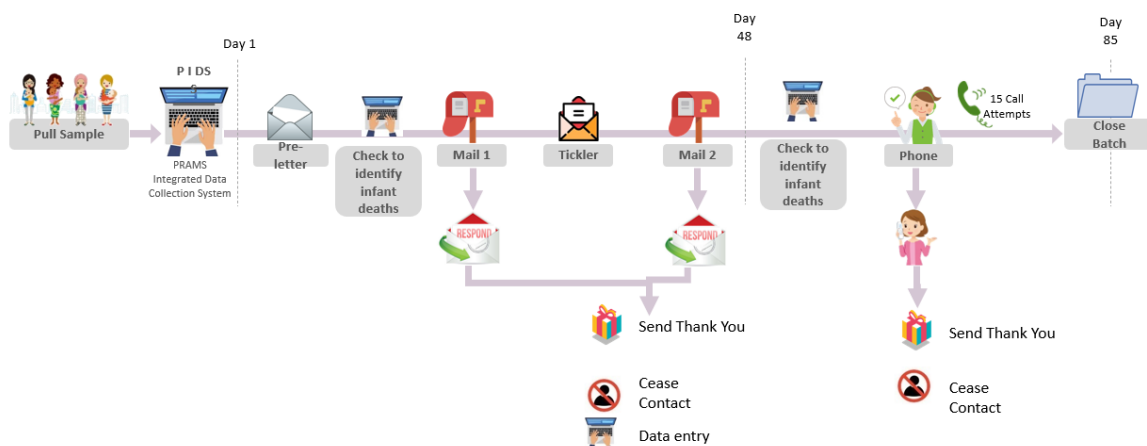 Day 1
Day
48
Day
85
P I DS
Pull Sample
PRAMS
Integrated Data
Collection System
Pre-
letter
Check to
identify
infant
deaths
Mail 1
RESPOND
Tickler
Mail 2
RESPOND
Check to
identify
infant
deaths
Phone
15 Call
Attempts
Close
Batch
Send Thank You
Cease
Contact
Data entry
Send Thank You
Cease
Contact